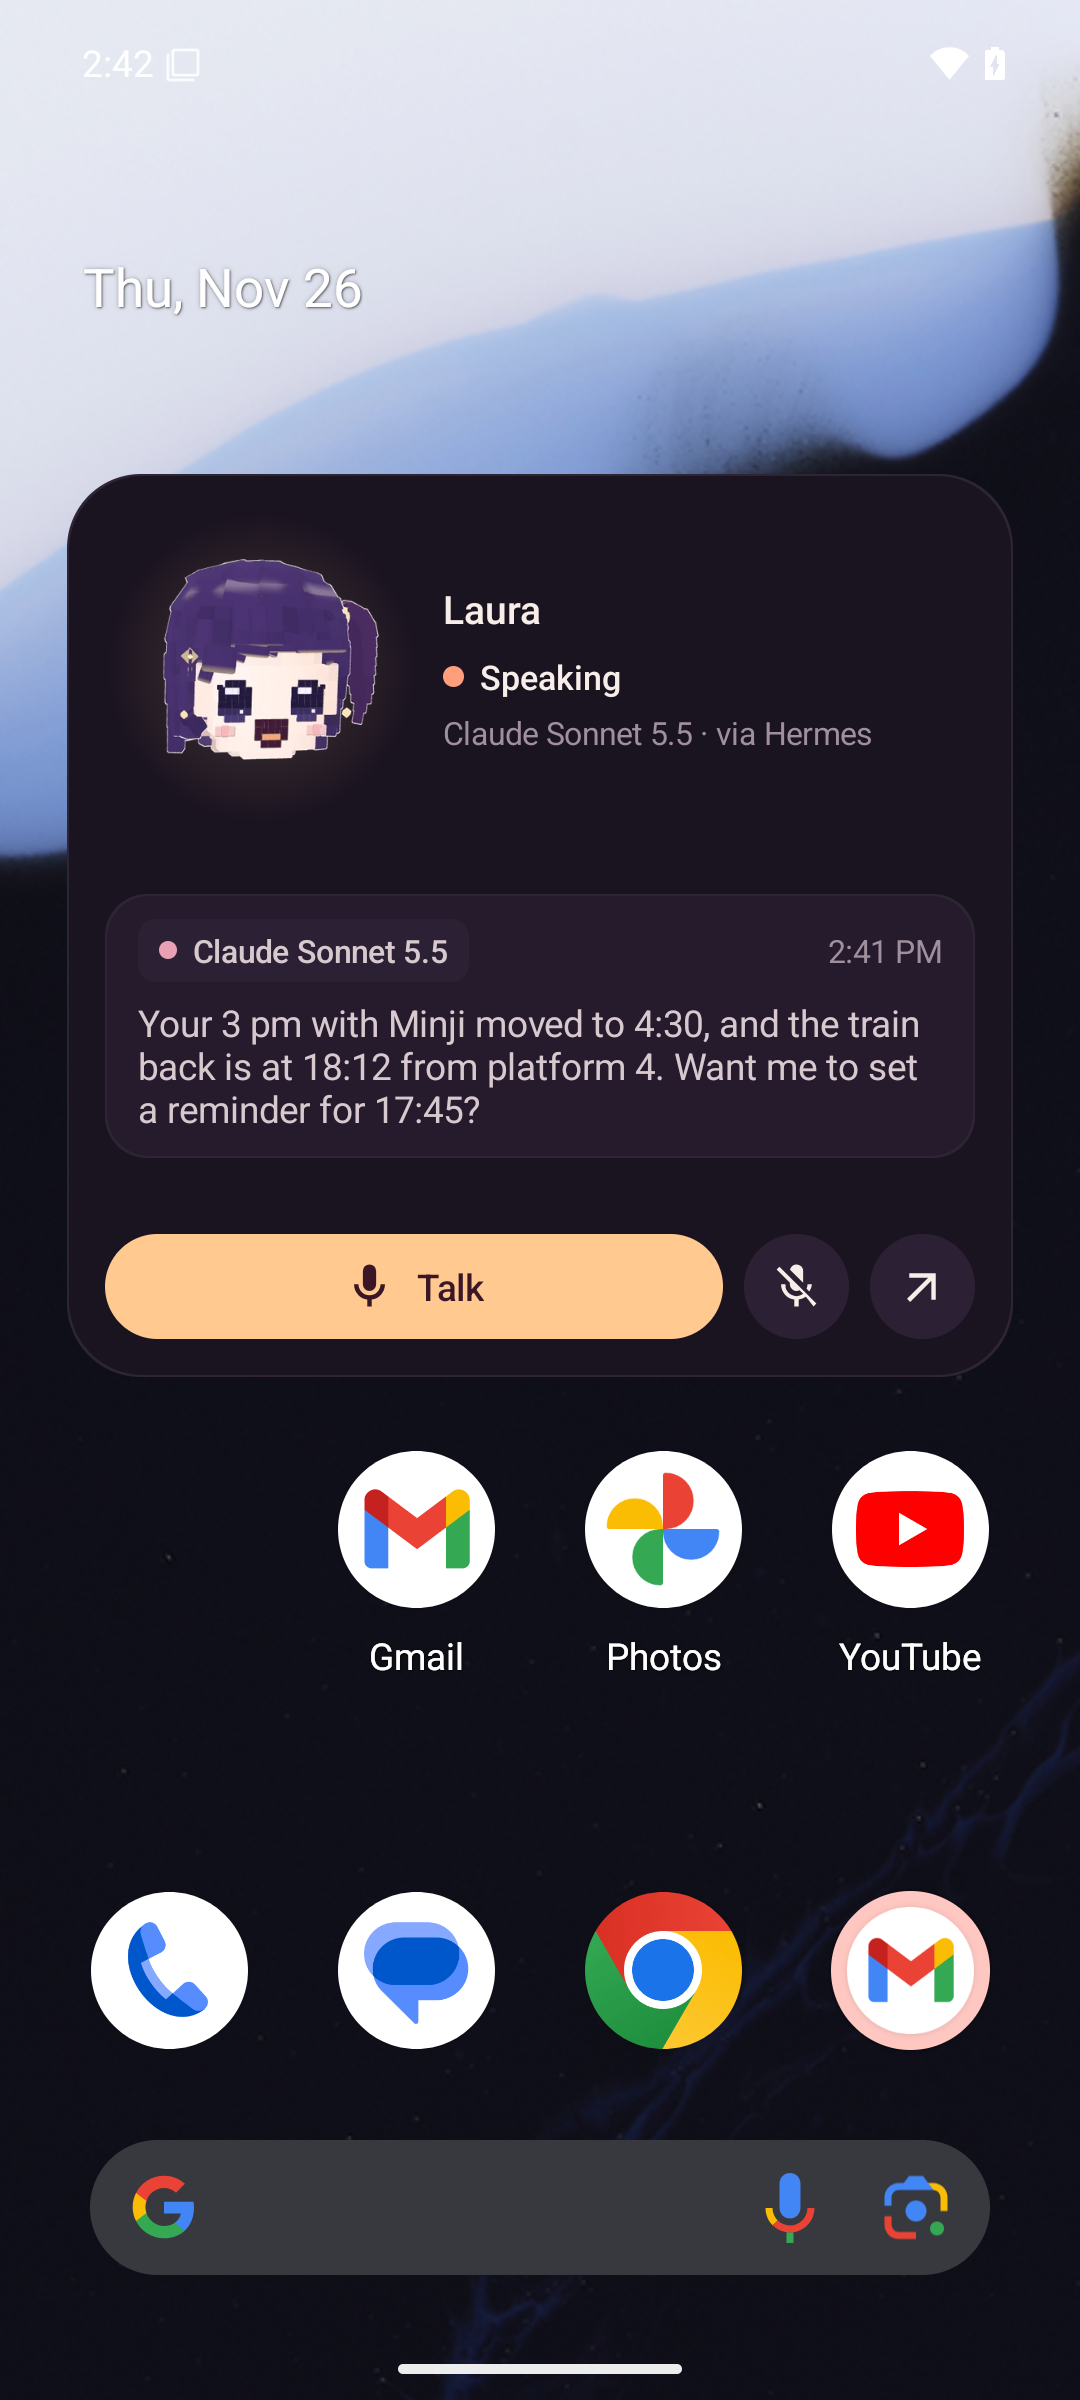 2:42
Thu, Nov 26
Laura
Speaking
Claude Sonnet 5.5 · via Hermes
Claude Sonnet 5.5
2:41 PM
Your 3 pm with Minji moved to 4:30, and the train
back is at 18:12 from platform 4. Want me to set
a reminder for 17:45?
Talk
Gmail
Photos
YouTube